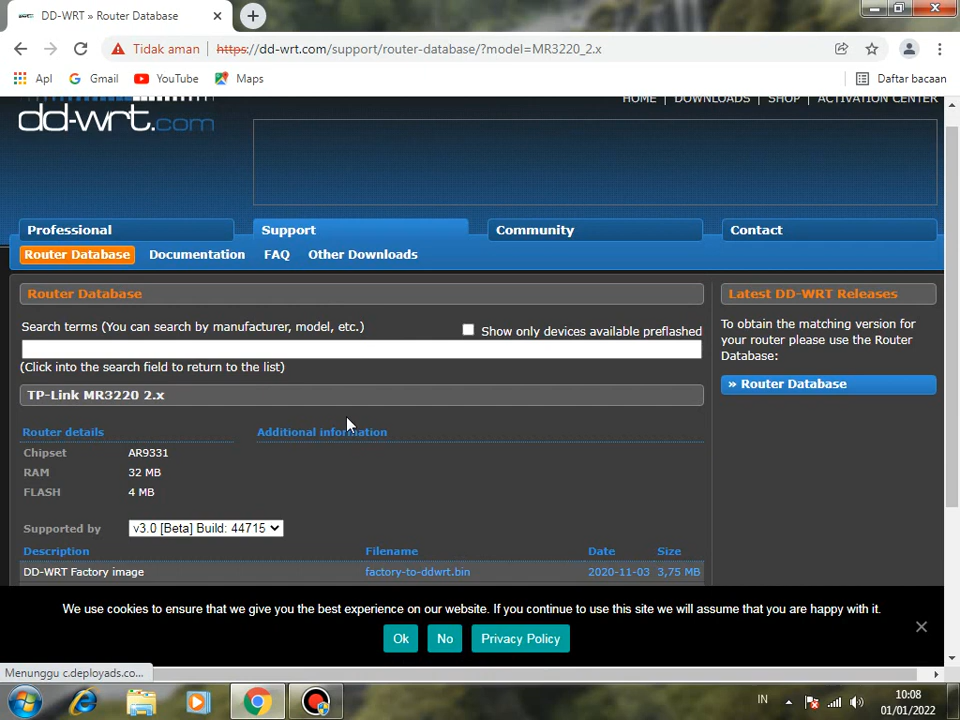 DD-WRT » Router Database
Tidak aman
https://dd-wrt.com/support/router-database/?model=MR3220_2.x
Apl
Gmail
YouTube
Maps
Daftar bacaan
dd-wrt.com
HOME | DOWNLOADS | SHOP | ACTIVATION CENTER
Professional
Support
Community
Contact
Router Database
Documentation
FAQ
Other Downloads
Router Database
Search terms (You can search by manufacturer, model, etc.)
Show only devices available preflashed
(Click into the search field to return to the list)
TP-Link MR3220 2.x
Router details
Additional information
Chipset AR9331
RAM 32 MB
FLASH 4 MB
Supported by v3.0 [Beta] Build: 44715
Description Filename Date Size
DD-WRT Factory image factory-to-ddwrt.bin 2020-11-03 3,75 MB
Latest DD-WRT Releases
To obtain the matching version for
your router please use the Router
Database:
» Router Database
We use cookies to ensure that we give you the best experience on our website. If you continue to use this site we will assume that you are happy with it.
Ok
No
Privacy Policy
Menunggu c.deployads.co...
IN
10:08
01/01/2022